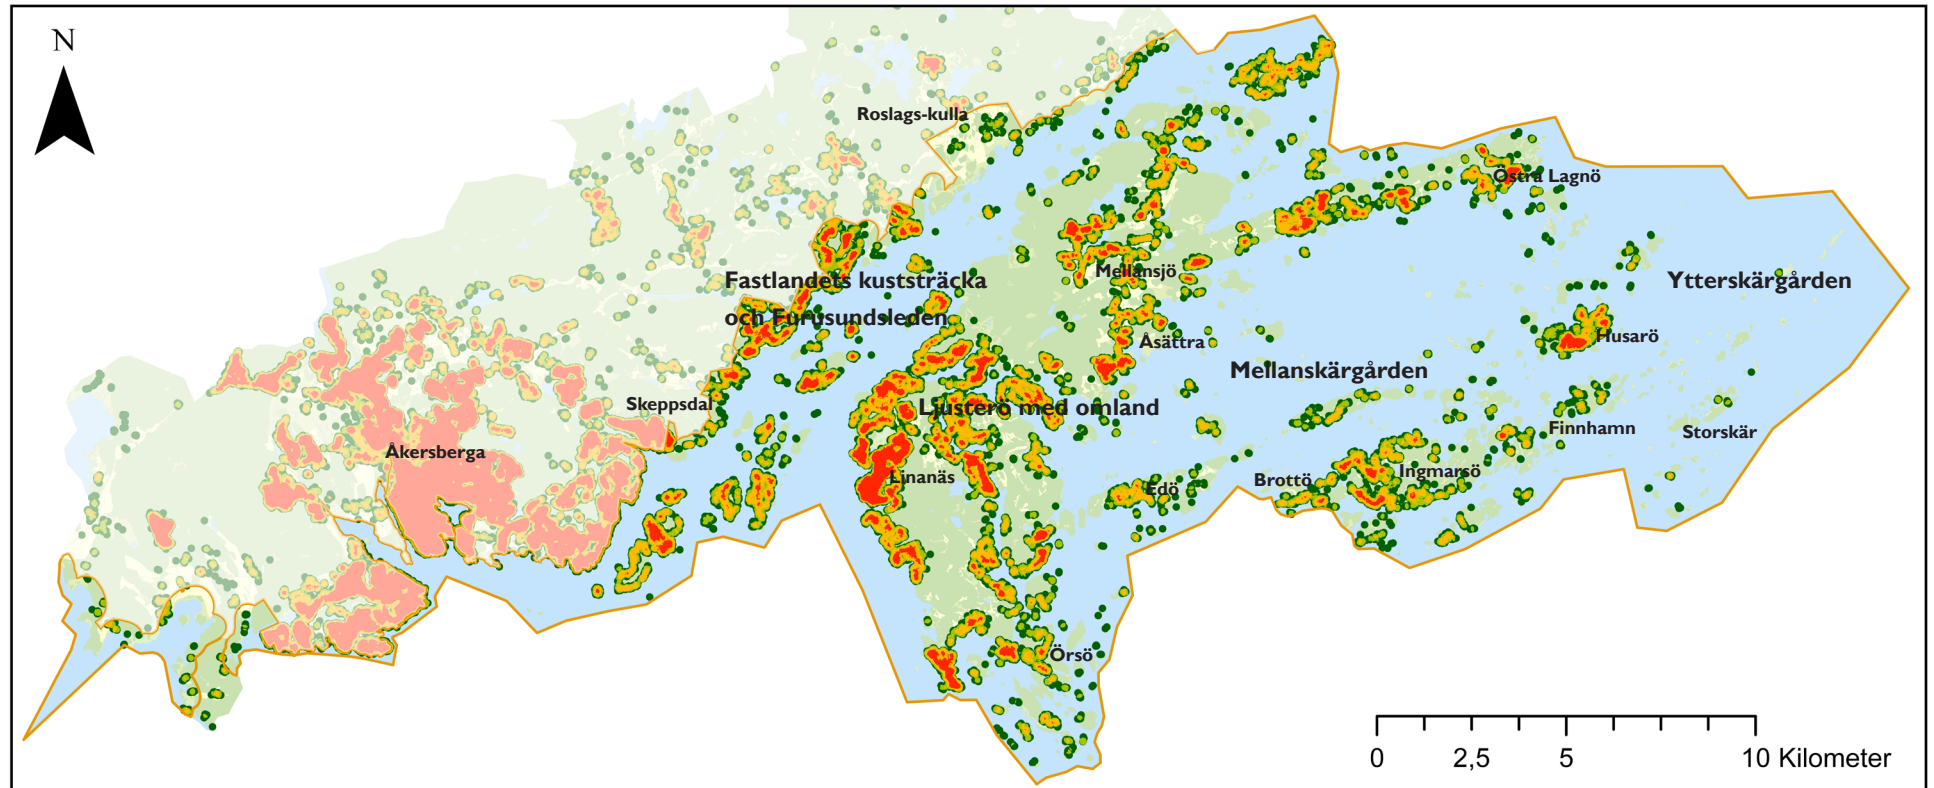 N
Roslags-kulla
Östra Lagnö
Mellansjö
Fastlandets kuststräcka
och Furusundsleden
Ytterskärgården
Husarö
Åsättra
Mellanskärgården
Skeppsdal
Ljusterö med omland
Finnhamn
Storskär
Åkersberga
Linanäs
Edö
Brottö
Ingmarsö
Örsö
0 2,5 5 10 Kilometer